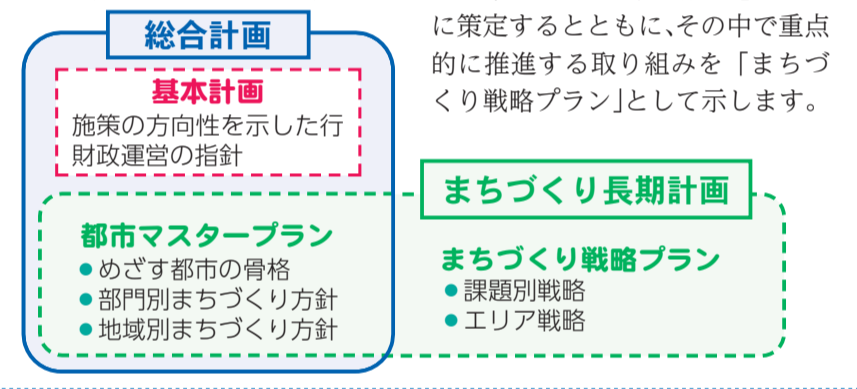 総合計画
基本計画
施策の方向性を示した行
財政運営の指針
都市マスタープラン
●めざす都市の骨格
●部門別まちづくり方針
●地域別まちづくり方針
に策定するとともに、その中で重点
的に推進する取り組みを「まちづ
くり戦略プラン」として示します。
まちづくり長期計画
まちづくり戦略プラン
●課題別戦略
●エリア戦略